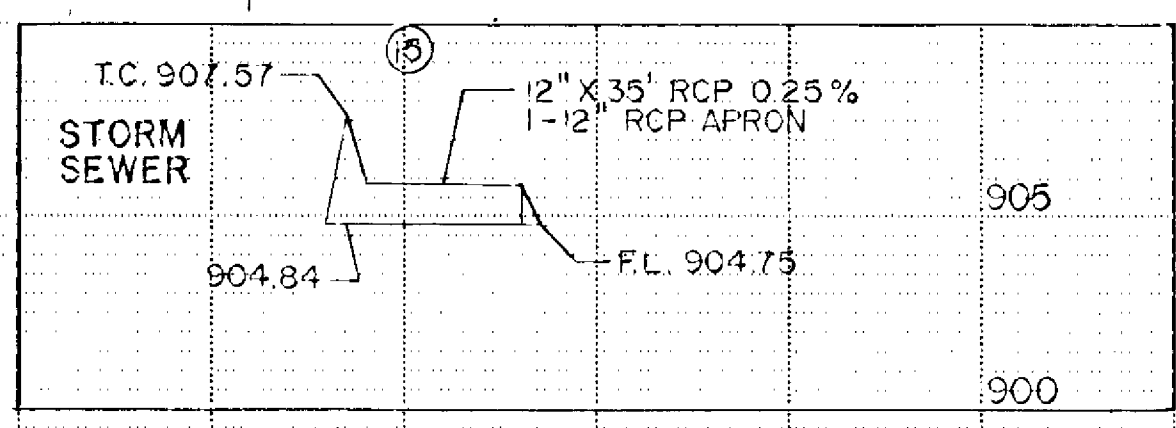 15
T.C. 907.57
12" X 35' RCP 0.25%
1-12" RCP APRON
STORM
SEWER
905
904.84
F.L. 904.75
900